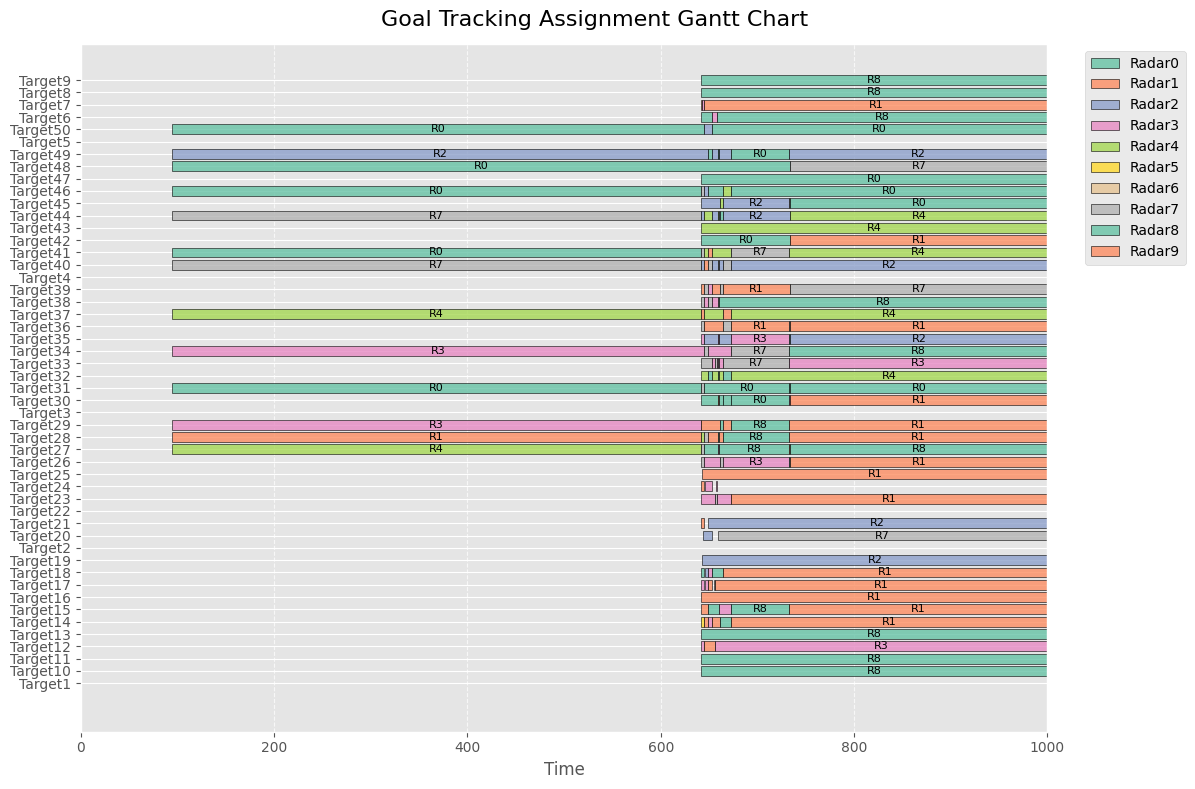 Goal Tracking Assignment Gantt Chart
Radar0
Radar1
Radar2
Radar3
Radar4
Radar5
Radar6
Radar7
Radar8
Radar9
Target9 R8
Target8 R8
Target7 R1
Target6 R8
Target50 R0 R0
Target5
Target49 R2 R0 R2
Target48 R0 R7
Target47 R0
Target46 R0 R0
Target45 R2 R0
Target44 R7 R2 R4
Target43 R4
Target42 R0 R1
Target41 R0 R7 R4
Target40 R7 R2
Target4
Target39 R1 R7
Target38 R8
Target37 R4 R4
Target36 R1 R1
Target35 R3 R2
Target34 R3 R7 R8
Target33 R7 R3
Target32 R4
Target31 R0 R0 R0
Target30 R0 R1
Target3
Target29 R3 R8 R1
Target28 R1 R8 R1
Target27 R4 R8 R8
Target26 R3 R1
Target25 R1
Target24
Target23 R1
Target22
Target21 R2
Target20 R7
Target2
Target19 R2
Target18 R1
Target17 R1
Target16 R1
Target15 R8 R1
Target14 R1
Target13 R8
Target12 R3
Target11 R8
Target10 R8
Target1
0 200 400 600 800 1000
Time